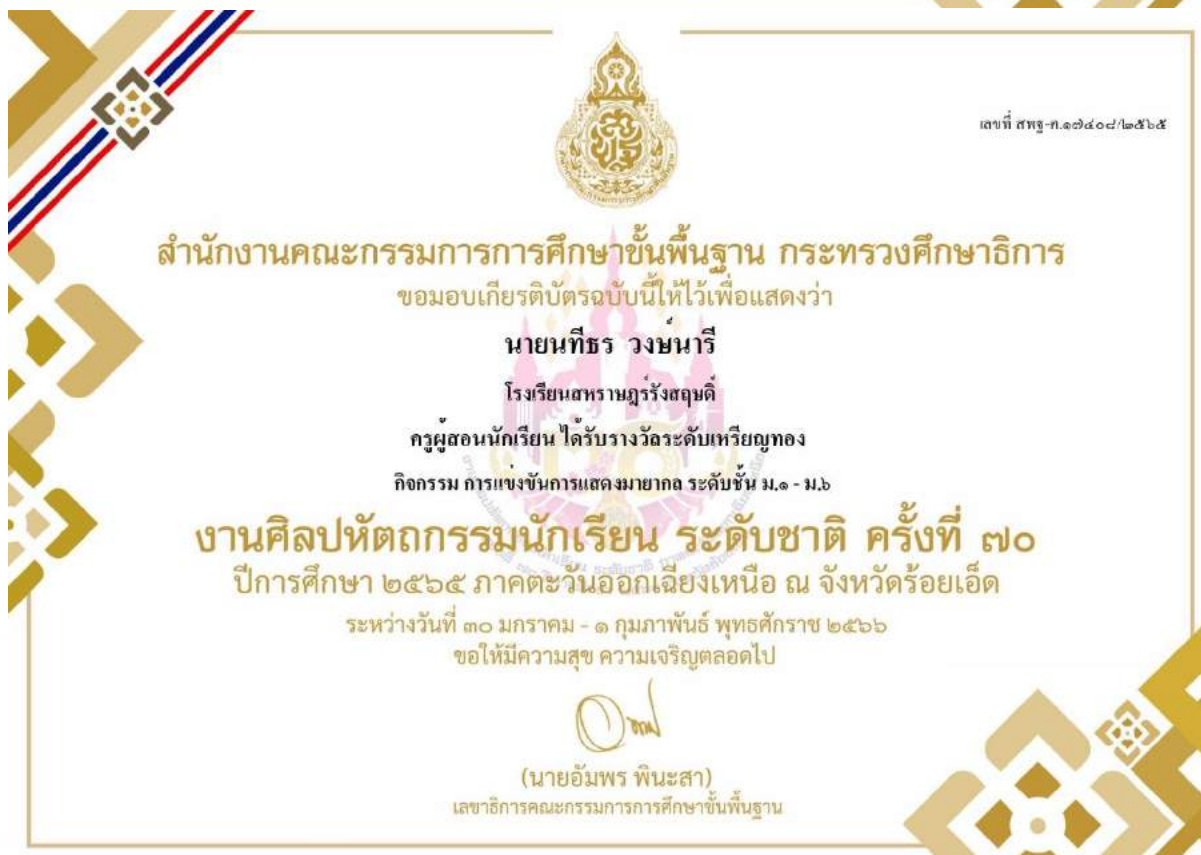 เลขที่ สพฐ-ค.๑๗๔๐๘/๒๕๖๕
สำนักงานคณะกรรมการการศึกษาขั้นพื้นฐาน กระทรวงศึกษาธิการ
ขอมอบเกียรติบัตรฉบับนี้ให้ไว้เพื่อแสดงว่า
นายนทีธร วงษ์นารี
โรงเรียนสหราษฎร์รังสฤษดิ์
ครูผู้สอนนักเรียน ได้รับรางวัลระดับเหรียญทอง
กิจกรรม การแข่งขันการแสดงมายากล ระดับชั้น ม.๑ - ม.๖
งานศิลปหัตถกรรมนักเรียน ระดับชาติ ครั้งที่ ๗๐
ปีการศึกษา ๒๕๖๕ ภาคตะวันออกเฉียงเหนือ ณ จังหวัดร้อยเอ็ด
ระหว่างวันที่ ๓๐ มกราคม - ๑ กุมภาพันธ์ พุทธศักราช ๒๕๖๖
ขอให้มีความสุข ความเจริญตลอดไป
(นายอัมพร พินะสา)
เลขาธิการคณะกรรมการการศึกษาขั้นพื้นฐาน